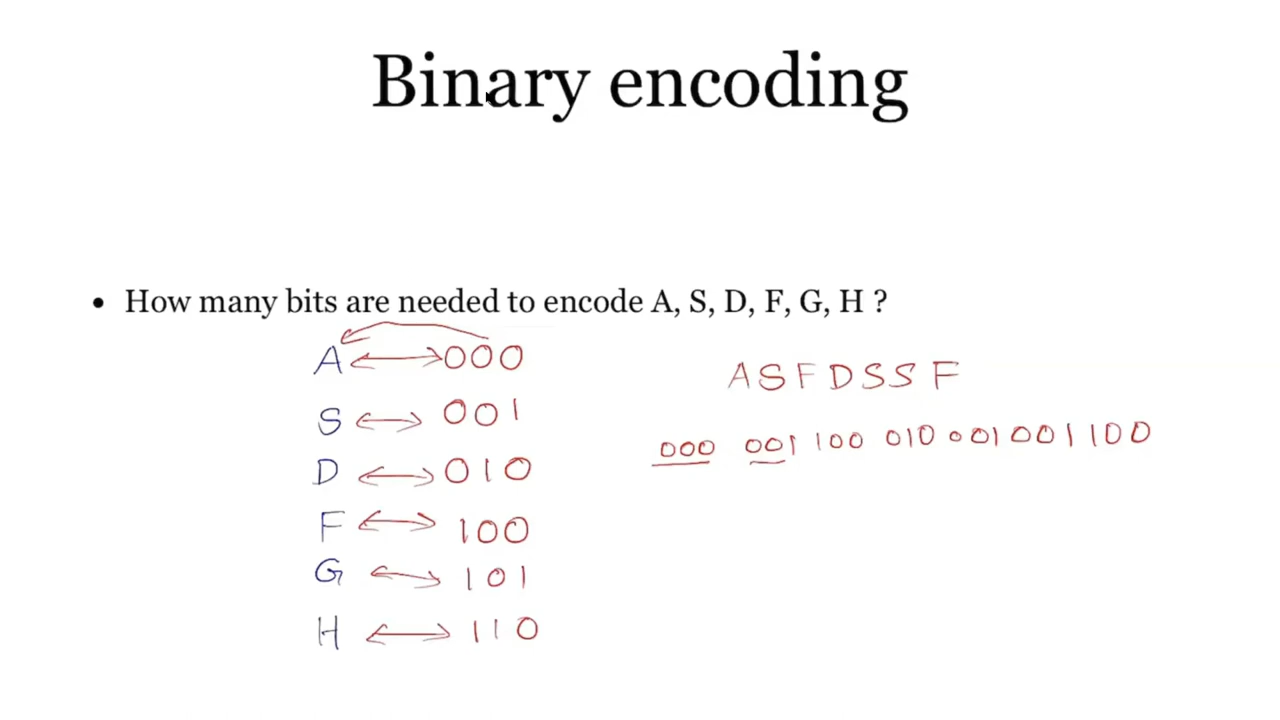 Binary encoding
• How many bits are needed to encode A, S, D, F, G, H ?
A 000
S 001
D 010
F 100
G 101
H 110
A S F D S S F
000 001 100 010 001 001 100